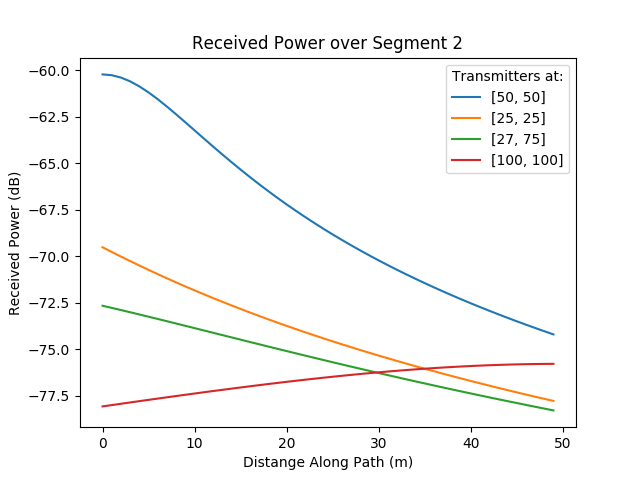 Received Power over Segment 2
Transmitters at:
[50, 50]
[25, 25]
[27, 75]
[100, 100]
Received Power (dB)
−60.0
−62.5
−65.0
−67.5
−70.0
−72.5
−75.0
−77.5
0 10 20 30 40 50
Distange Along Path (m)